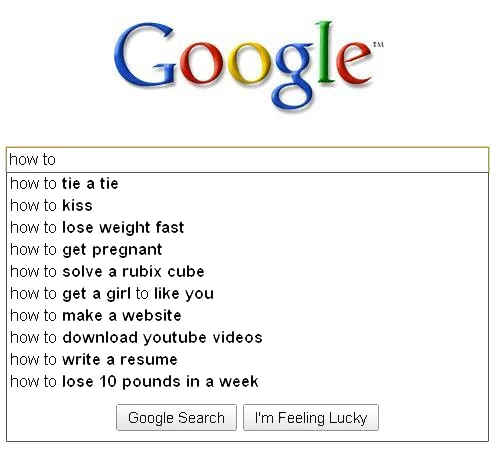 Google™
how to
how to tie a tie
how to kiss
how to lose weight fast
how to get pregnant
how to solve a rubix cube
how to get a girl to like you
how to make a website
how to download youtube videos
how to write a resume
how to lose 10 pounds in a week
Google Search I'm Feeling Lucky